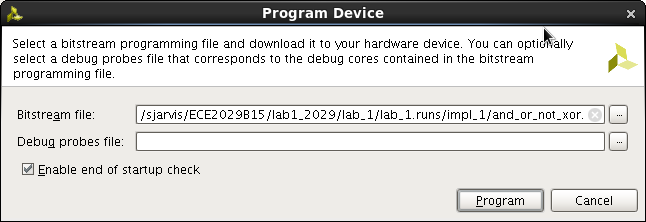 Program Device
Select a bitstream programming file and download it to your hardware device. You can optionally
select a debug probes file that corresponds to the debug cores contained in the bitstream
programming file.
Bitstream file: /sjarvis/ECE2029B15/lab1_2029/lab_1/lab_1.runs/impl_1/and_or_not_xor. ...
Debug probes file: ...
Enable end of startup check
Program Cancel